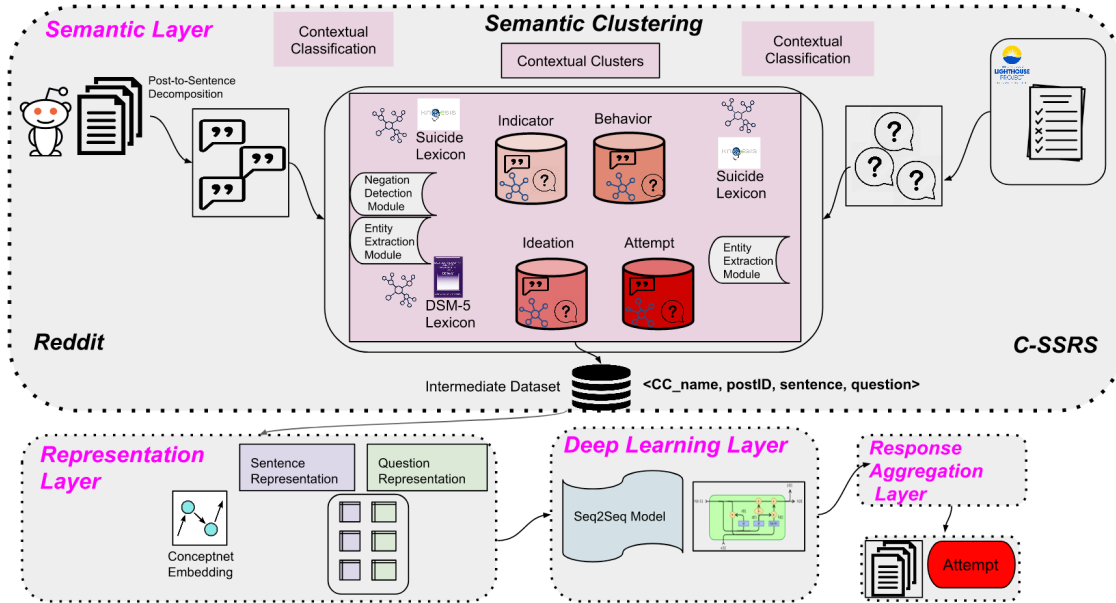 Semantic Layer
Contextual
Classification
Semantic Clustering
Contextual Clusters
Contextual
Classification
Post-to-Sentence
Decomposition
LIGHTHOUSE
PROJECT
Suicide
Lexicon
Indicator
Behavior
Suicide
Lexicon
Negation
Detection
Module
Entity
Extraction
Module
Ideation
Attempt
Entity
Extraction
Module
DSM-5
Lexicon
Reddit
C-SSRS
Intermediate Dataset
<CC_name, postID, sentence, question>
Representation
Layer
Sentence
Representation
Question
Representation
Conceptnet
Embedding
Deep Learning Layer
Seq2Seq Model
Response
Aggregation
Layer
Attempt